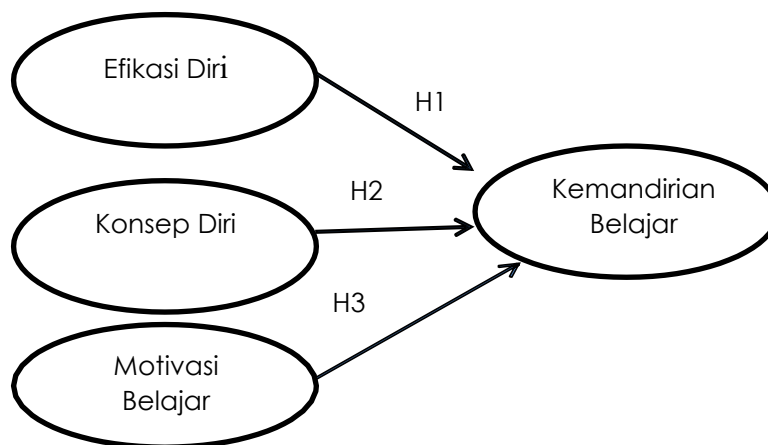 Efikasi Diri
H1
Konsep Diri
H2
Kemandirian
Belajar
H3
Motivasi
Belajar